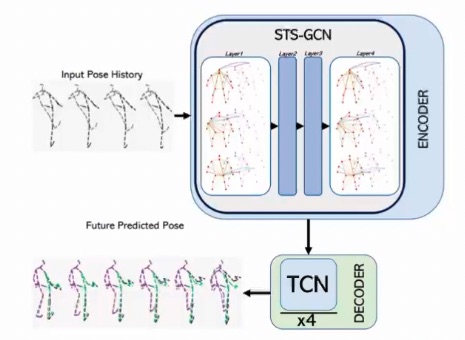 STS-GCN
Layer1
Layer2
Layer3
Layer4
Input Pose History
ENCODER
Future Predicted Pose
TCN
x4
DECODER